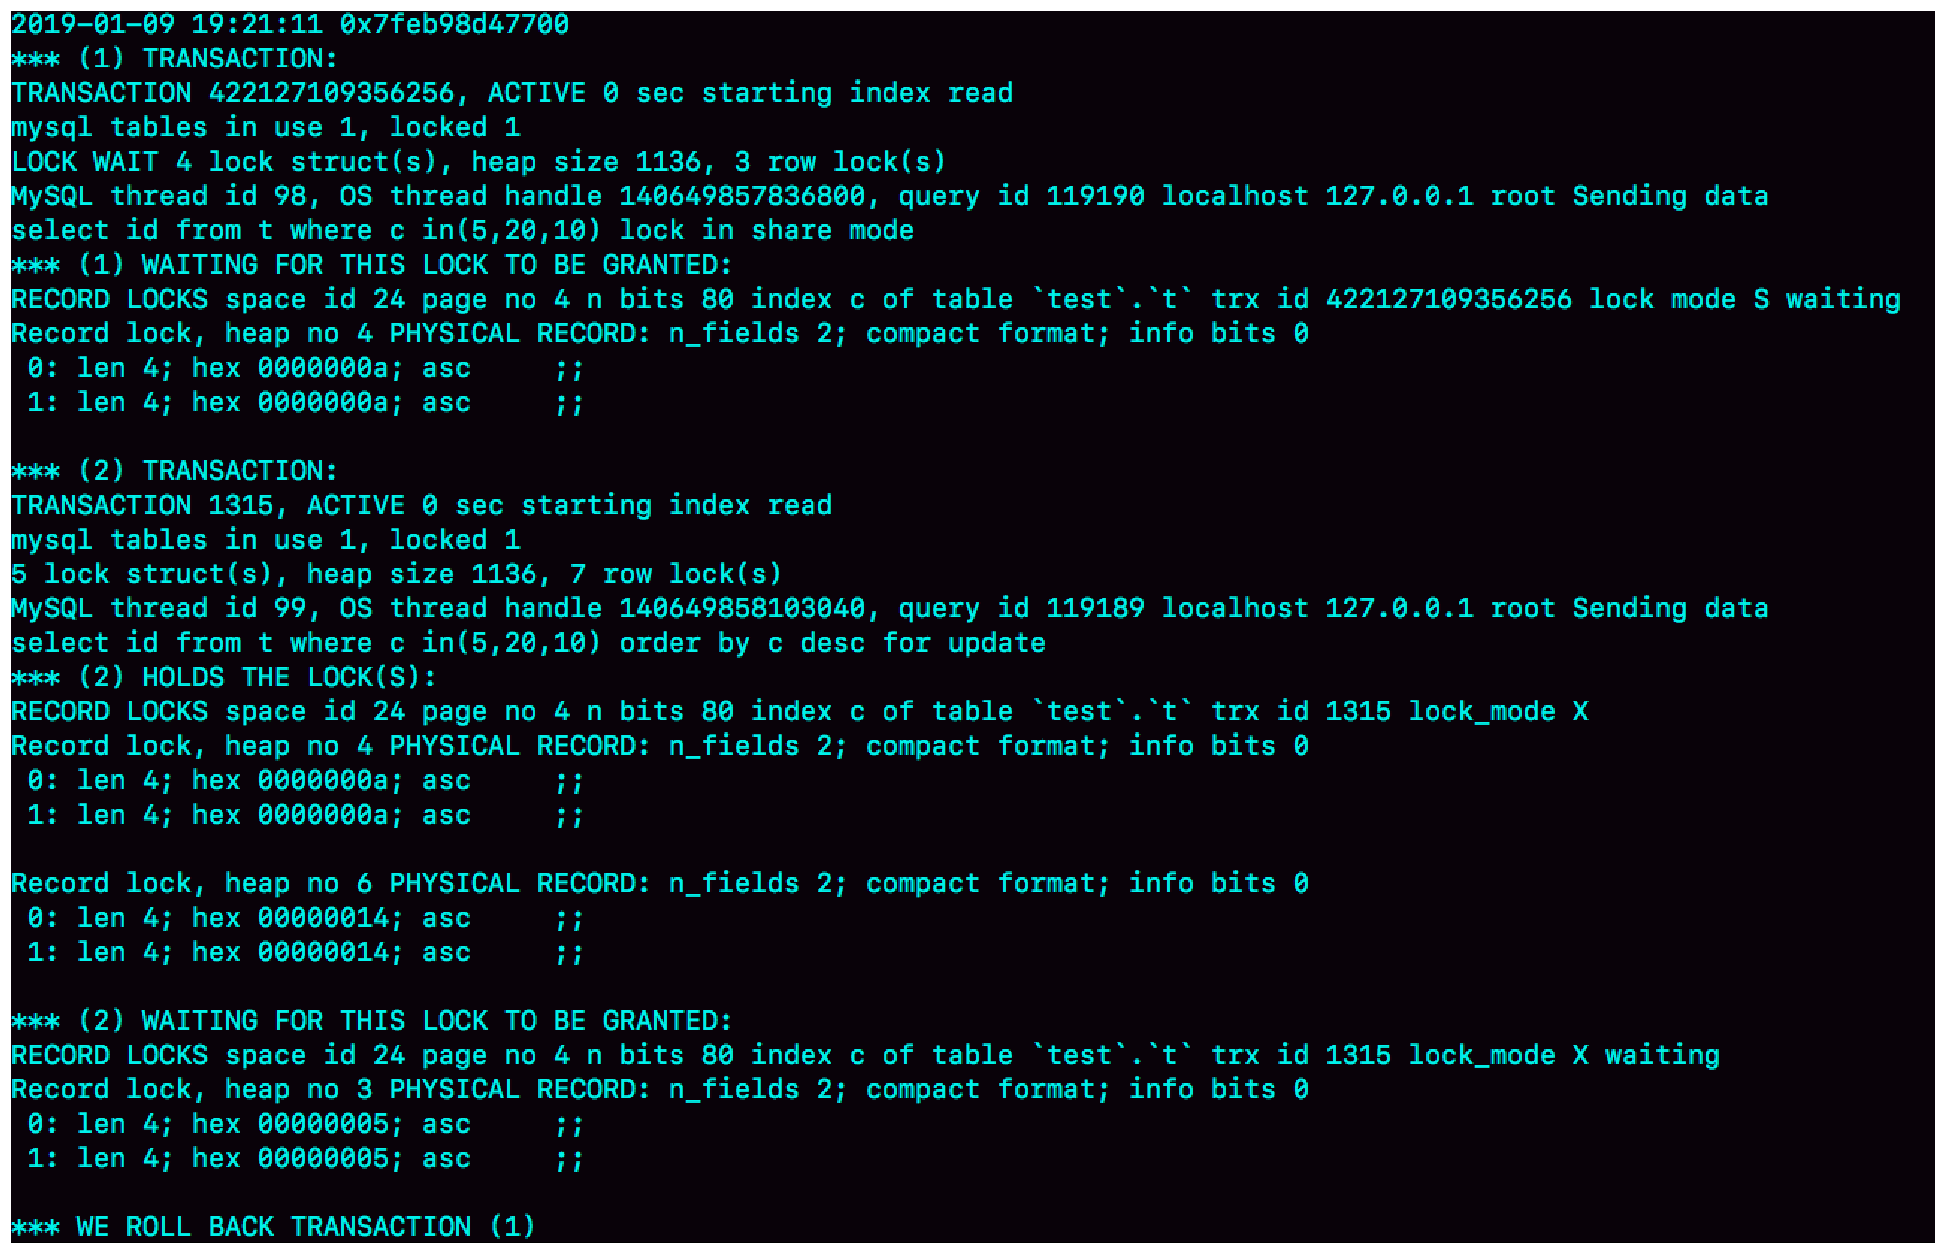 2019-01-09 19:21:11 0x7feb98d47700
*** (1) TRANSACTION:
TRANSACTION 422127109356256, ACTIVE 0 sec starting index read
mysql tables in use 1, locked 1
LOCK WAIT 4 lock struct(s), heap size 1136, 3 row lock(s)
MySQL thread id 98, OS thread handle 140649857836800, query id 119190 localhost 127.0.0.1 root Sending data
select id from t where c in(5,20,10) lock in share mode
*** (1) WAITING FOR THIS LOCK TO BE GRANTED:
RECORD LOCKS space id 24 page no 4 n bits 80 index c of table `test`.`t` trx id 422127109356256 lock mode S waiting
Record lock, heap no 4 PHYSICAL RECORD: n_fields 2; compact format; info bits 0
 0: len 4; hex 0000000a; asc     ;;
 1: len 4; hex 0000000a; asc     ;;

*** (2) TRANSACTION:
TRANSACTION 1315, ACTIVE 0 sec starting index read
mysql tables in use 1, locked 1
5 lock struct(s), heap size 1136, 7 row lock(s)
MySQL thread id 99, OS thread handle 140649858103040, query id 119189 localhost 127.0.0.1 root Sending data
select id from t where c in(5,20,10) order by c desc for update
*** (2) HOLDS THE LOCK(S):
RECORD LOCKS space id 24 page no 4 n bits 80 index c of table `test`.`t` trx id 1315 lock_mode X
Record lock, heap no 4 PHYSICAL RECORD: n_fields 2; compact format; info bits 0
 0: len 4; hex 0000000a; asc     ;;
 1: len 4; hex 0000000a; asc     ;;

Record lock, heap no 6 PHYSICAL RECORD: n_fields 2; compact format; info bits 0
 0: len 4; hex 00000014; asc     ;;
 1: len 4; hex 00000014; asc     ;;

*** (2) WAITING FOR THIS LOCK TO BE GRANTED:
RECORD LOCKS space id 24 page no 4 n bits 80 index c of table `test`.`t` trx id 1315 lock_mode X waiting
Record lock, heap no 3 PHYSICAL RECORD: n_fields 2; compact format; info bits 0
 0: len 4; hex 00000005; asc     ;;
 1: len 4; hex 00000005; asc     ;;

*** WE ROLL BACK TRANSACTION (1)